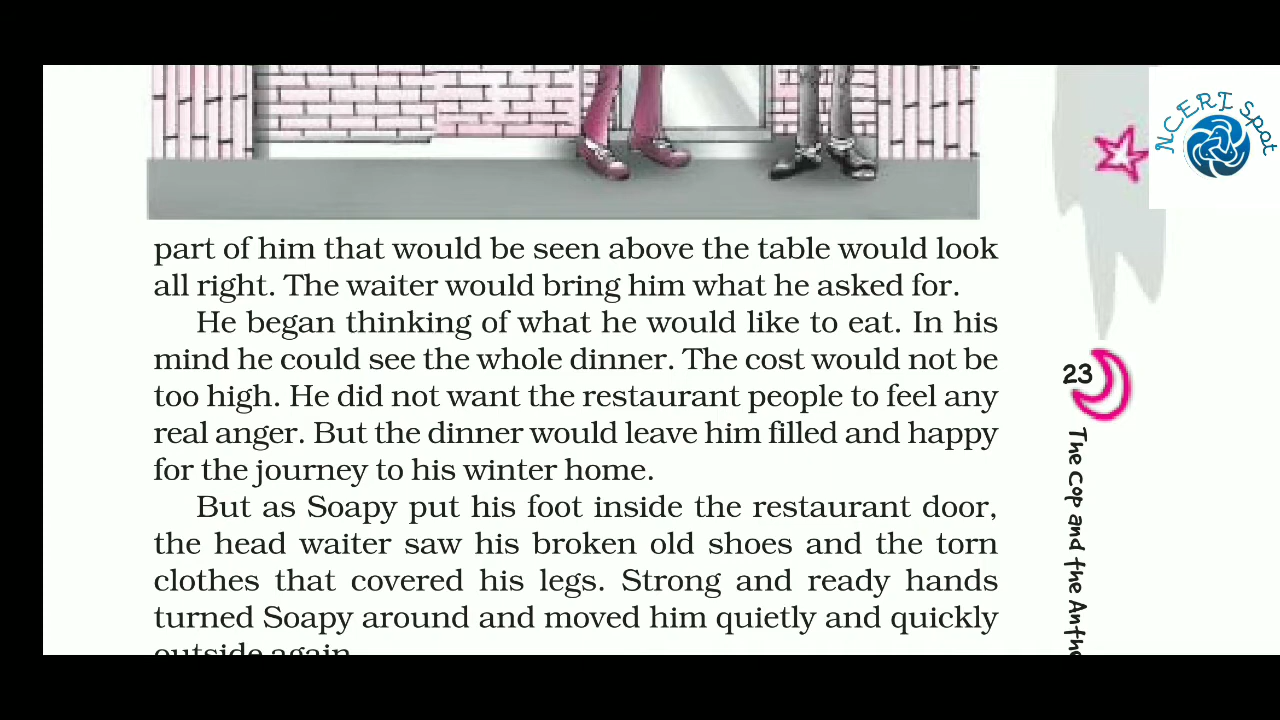 NCERT Spot
part of him that would be seen above the table would look
all right. The waiter would bring him what he asked for.
He began thinking of what he would like to eat. In his
mind he could see the whole dinner. The cost would not be
too high. He did not want the restaurant people to feel any
real anger. But the dinner would leave him filled and happy
for the journey to his winter home.
But as Soapy put his foot inside the restaurant door,
the head waiter saw his broken old shoes and the torn
clothes that covered his legs. Strong and ready hands
turned Soapy around and moved him quietly and quickly
outside again
23
The Cop and the Anthe